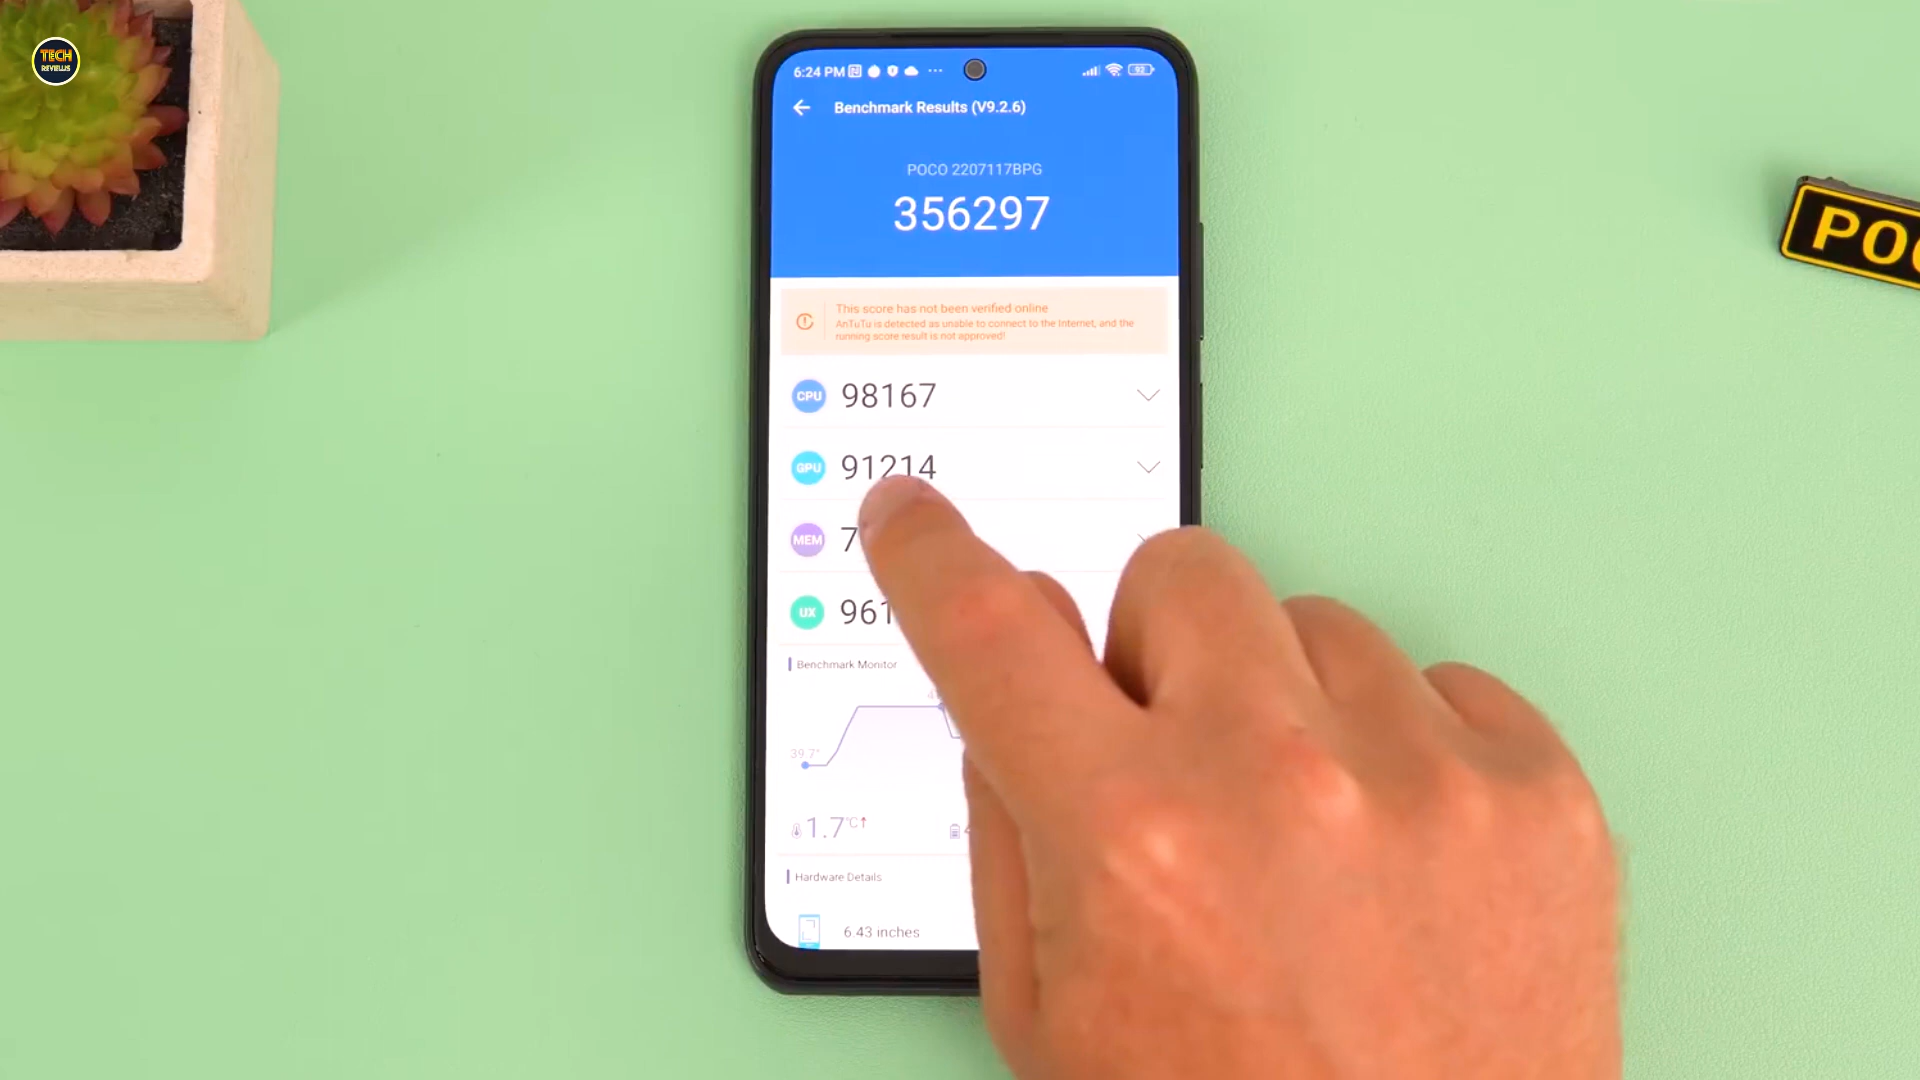 TECH
REVIEWS
6:24 PM
93
Benchmark Results (V9.2.6)
POCO 2207117BPG
356297
POC
This score has not been verified online
AnTuTu is detected as unable to connect to the Internet, and the
running score result is not approved!
CPU 98167
GPU 91214
MEM 7
UX 961
Benchmark Monitor
39.7°
1.7°C↑
Hardware Details
6.43 inches